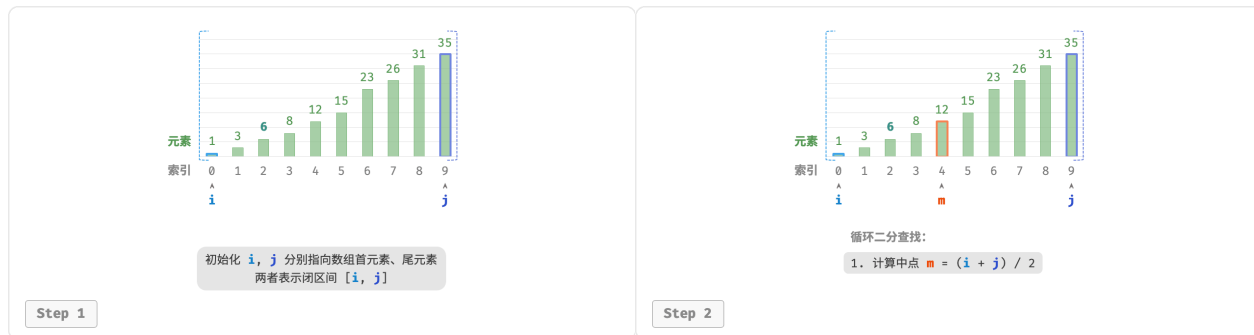 35
31
26
23
15
12
8
6
3
元素 1
索引 0 1 2 3 4 5 6 7 8 9
i j
初始化 i, j 分别指向数组首元素、尾元素
两者表示闭区间 [i, j]
Step 1
35
31
26
23
15
12
8
6
3
元素 1
索引 0 1 2 3 4 5 6 7 8 9
i m j
循环二分查找：
1. 计算中点 m = (i + j) / 2
Step 2